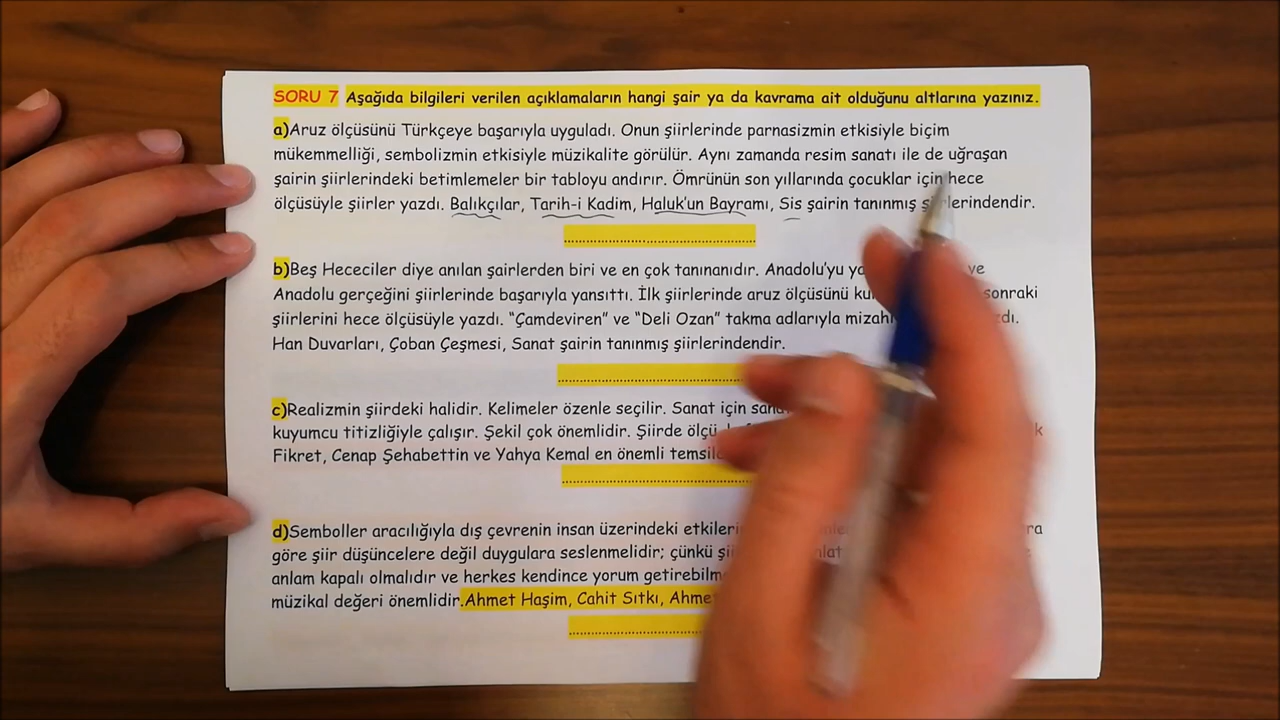 SORU 7 Aşağıda bilgileri verilen açıklamaların hangi şair ya da kavrama ait olduğunu altlarına yazınız.
a)Aruz ölçüsünü Türkçeye başarıyla uyguladı. Onun şiirlerinde parnasizmin etkisiyle biçim
mükemmelliği, sembolizmin etkisiyle müzikalite görülür. Aynı zamanda resim sanatı ile de uğraşan
şairin şiirlerindeki betimlemeler bir tabloyu andırır. Ömrünün son yıllarında çocuklar için hece
ölçüsüyle şiirler yazdı. Balıkçılar, Tarih-i Kadim, Haluk'un Bayramı, Sis şairin tanınmış şiirlerindendir.
b)Beş Hececiler diye anılan şairlerden biri ve en çok tanınanıdır. Anadolu'yu ve
Anadolu gerçeğini şiirlerinde başarıyla yansıttı. İlk şiirlerinde aruz ölçüsünü sonraki
şiirlerini hece ölçüsüyle yazdı. “Çamdeviren” ve “Deli Ozan” takma adlarıyla
Han Duvarları, Çoban Çeşmesi, Sanat şairin tanınmış şiirlerindendir.
c)Realizmin şiirdeki halidir. Kelimeler özenle seçilir. Sanat için
kuyumcu titizliğiyle çalışır. Şekil çok önemlidir. Şiirde ölçü
Fikret, Cenap Şehabettin ve Yahya Kemal en önemli
d)Semboller aracılığıyla dış çevrenin insan üzerindeki
göre şiir düşüncelere değil duygulara seslenmelidir; çünkü
anlam kapalı olmalıdır ve herkes kendince yorum
müzikal değeri önemlidir.Ahmet Haşim, Cahit Sıtkı,